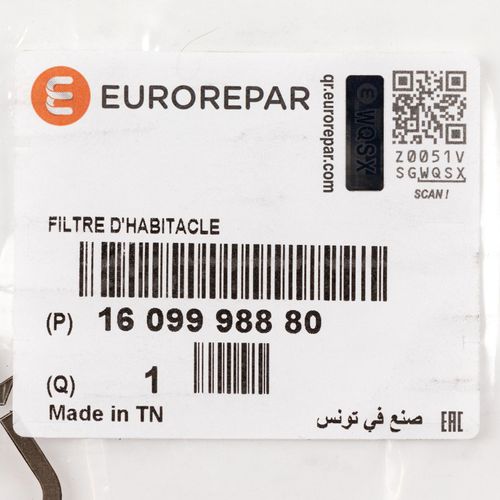 EUROREPAR
qr.eurorepar.com
WQSX
Z0051V
SGWQSX
SCAN!
FILTRE D'HABITACLE
(P) 16 099 988 80
(Q) 1
Made in TN
صنع في تونس
EAC